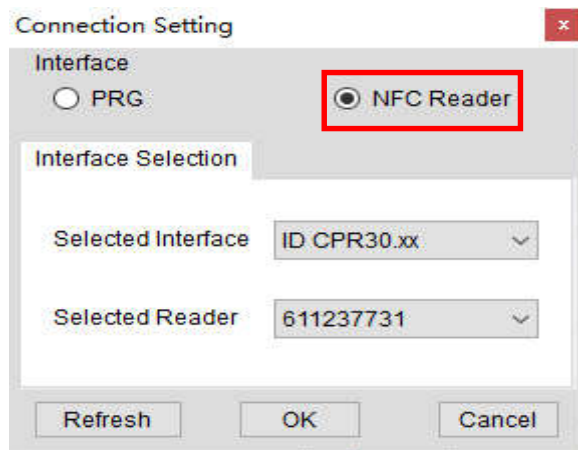 Connection Setting
Interface
PRG NFC Reader
Interface Selection
Selected Interface ID CPR30.xx
Selected Reader 611237731
Refresh OK Cancel